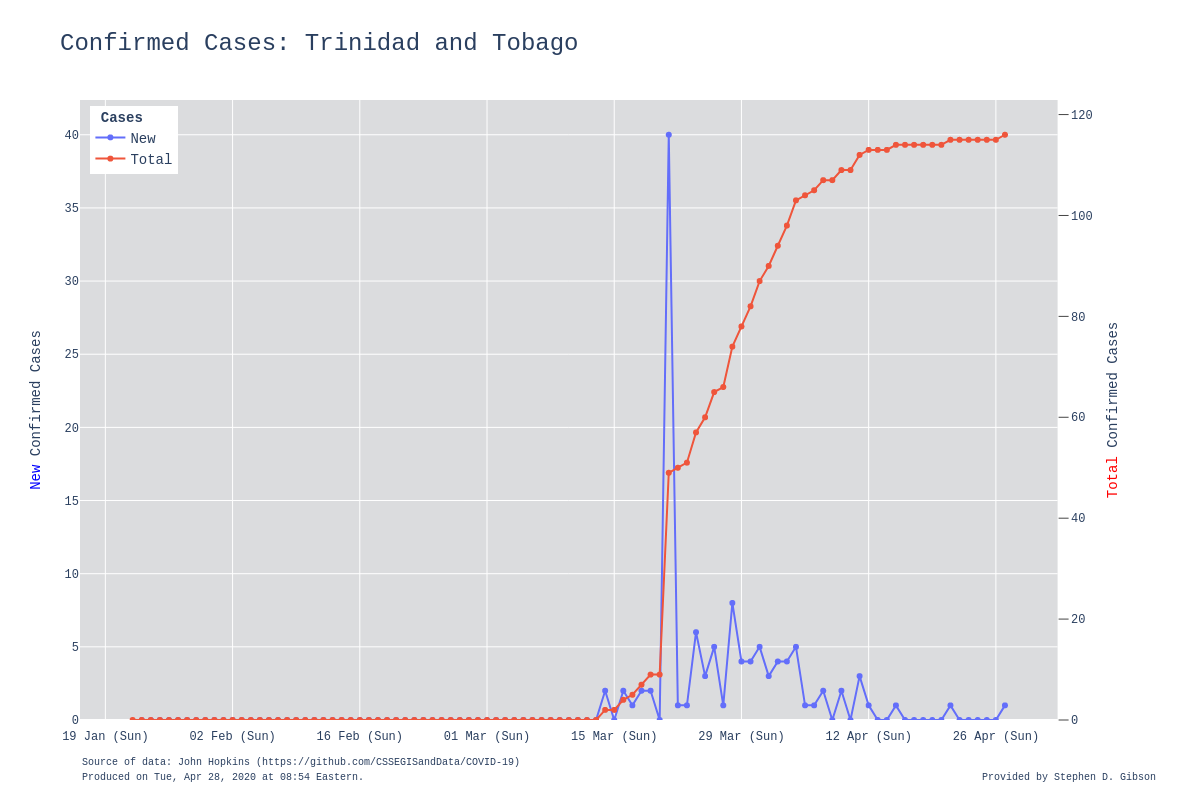 Confirmed Cases: Trinidad and Tobago
Cases
New
Total
40
35
30
25
20
15
10
5
0
120
100
80
60
40
20
0
New Confirmed Cases
Total Confirmed Cases
19 Jan (Sun) 02 Feb (Sun) 16 Feb (Sun) 01 Mar (Sun) 15 Mar (Sun) 29 Mar (Sun) 12 Apr (Sun) 26 Apr (Sun)
Source of data: John Hopkins (https://github.com/CSSEGISandData/COVID-19)
Produced on Tue, Apr 28, 2020 at 08:54 Eastern.
Provided by Stephen D. Gibson